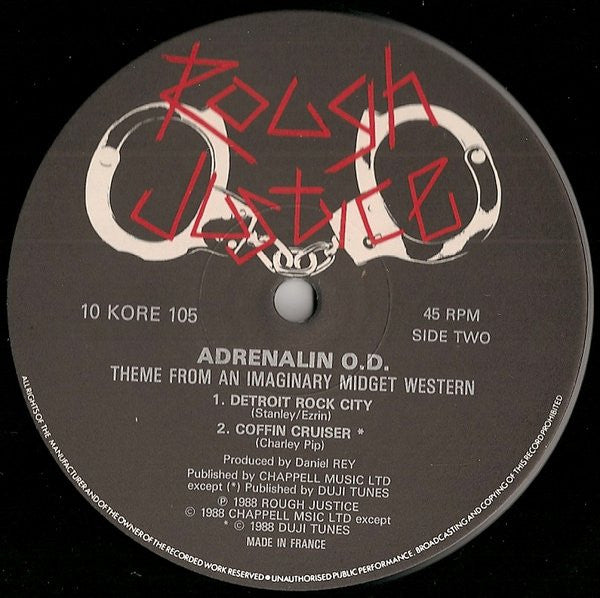 Rough
Justice
10 KORE 105
45 RPM
SIDE TWO
ADRENALIN O.D.
THEME FROM AN IMAGINARY MIDGET WESTERN
1. DETROIT ROCK CITY
(Stanley/Ezrin)
2. COFFIN CRUISER *
(Charley Pip)
Produced by Daniel REY
Published by CHAPPELL MUSIC LTD
except (*) Published by DUJI TUNES
℗ 1988 ROUGH JUSTICE
© 1988 CHAPPELL MSIC LTD except
* © 1988 DUJI TUNES
MADE IN FRANCE
ALL RIGHTS OF THE MANUFACTURER AND OF THE OWNER OF THE RECORDED WORK RESERVED ● UNAUTHORISED PUBLIC PERFORMANCE, BROADCASTING AND COPYING OF THIS RECORD PROHIBITED